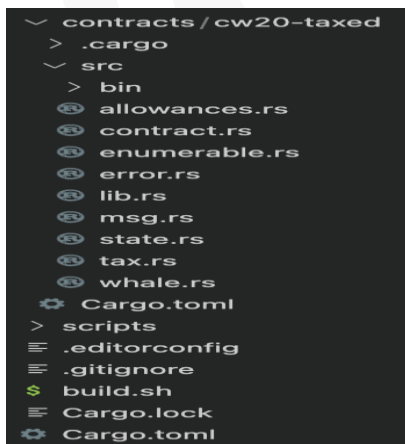 contracts/cw20-taxed
.cargo
src
bin
allowances.rs
contract.rs
enumerable.rs
error.rs
lib.rs
msg.rs
state.rs
tax.rs
whale.rs
Cargo.toml
scripts
.editorconfig
.gitignore
$ build.sh
Cargo.lock
Cargo.toml